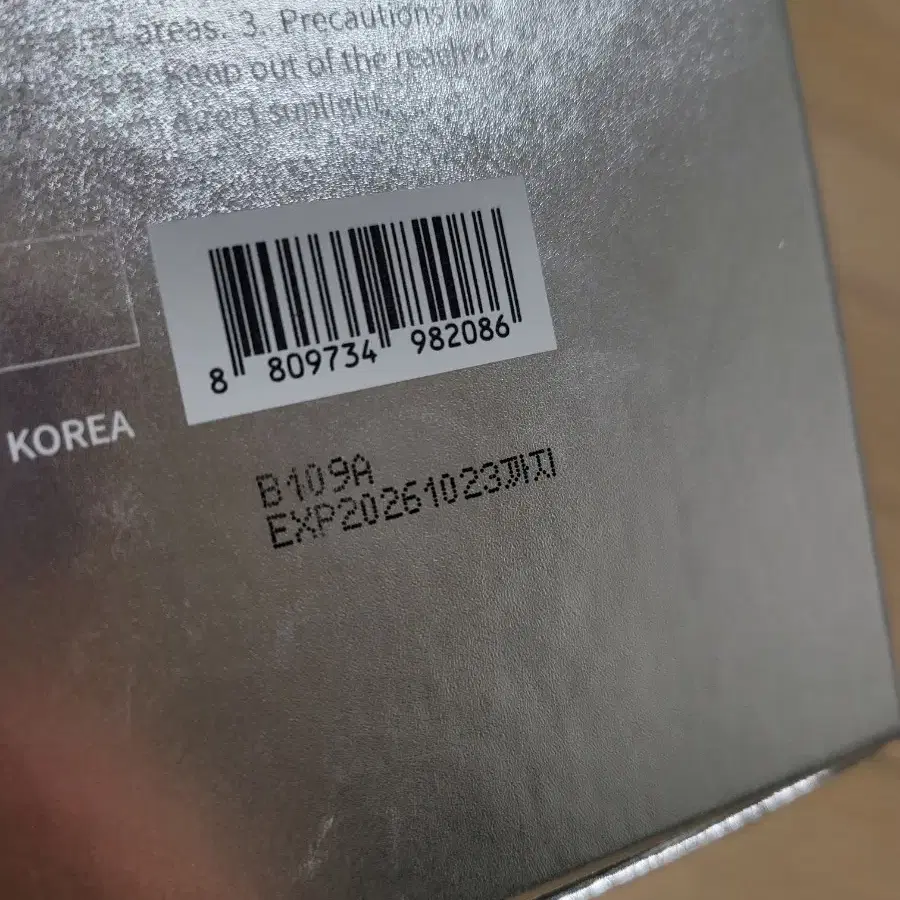 areas. 3. Precautions for
Keep out of the reach of
direct sunlight.
8 809734 982086
KOREA
B109A
EXP20261023까지